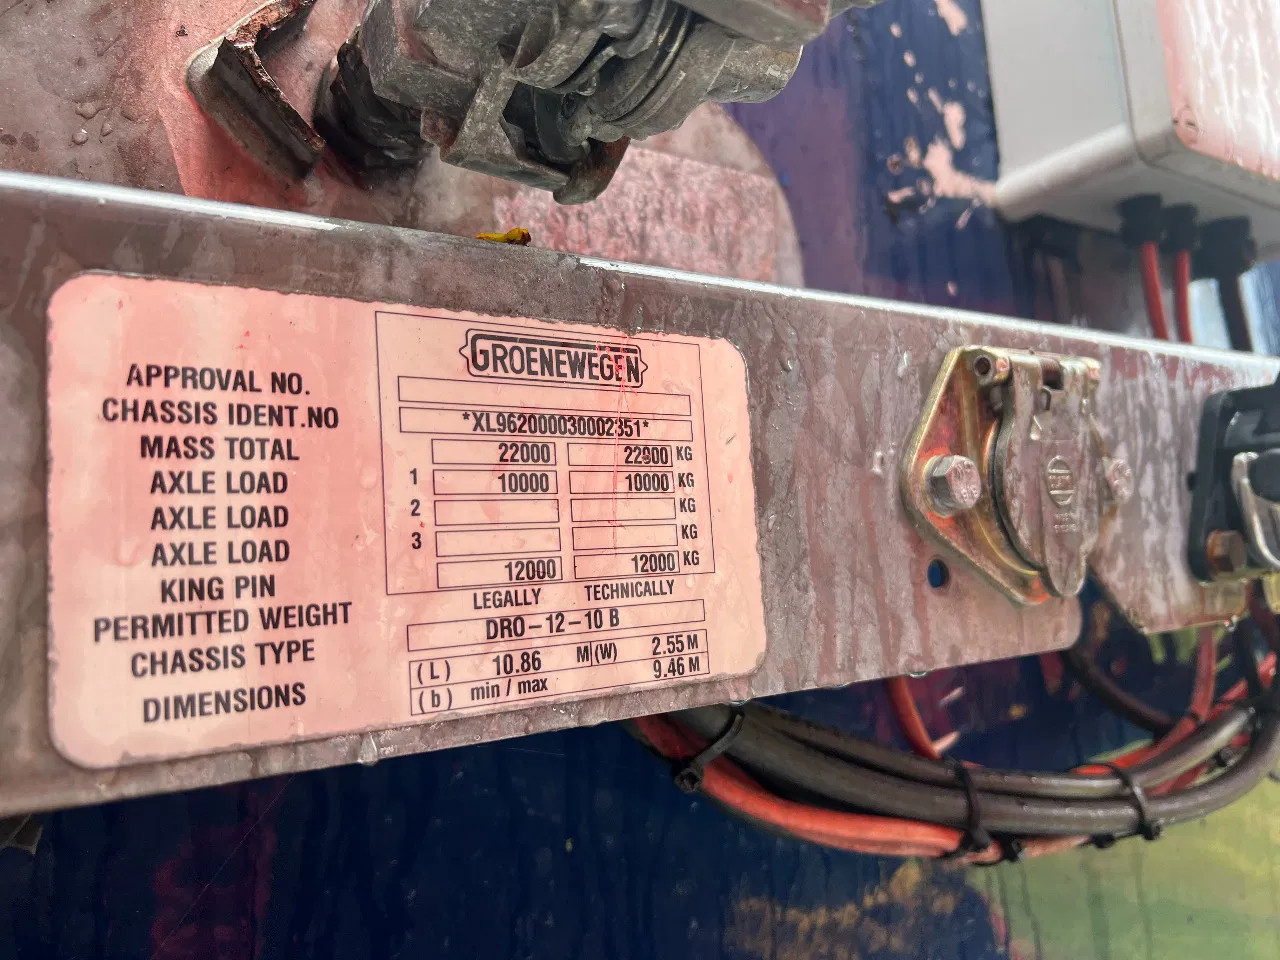 GROENEWEGEN
APPROVAL NO.
CHASSIS IDENT.NO *XL962000030002351*
MASS TOTAL 22000 22000 KG
AXLE LOAD 1 10000 10000 KG
AXLE LOAD 2 KG
AXLE LOAD 3 KG
KING PIN 12000 12000 KG
PERMITTED WEIGHT LEGALLY TECHNICALLY
CHASSIS TYPE DRO-12-10 B
DIMENSIONS (L) 10.86 M (W) 2.55 M
(b) min / max 9.46 M